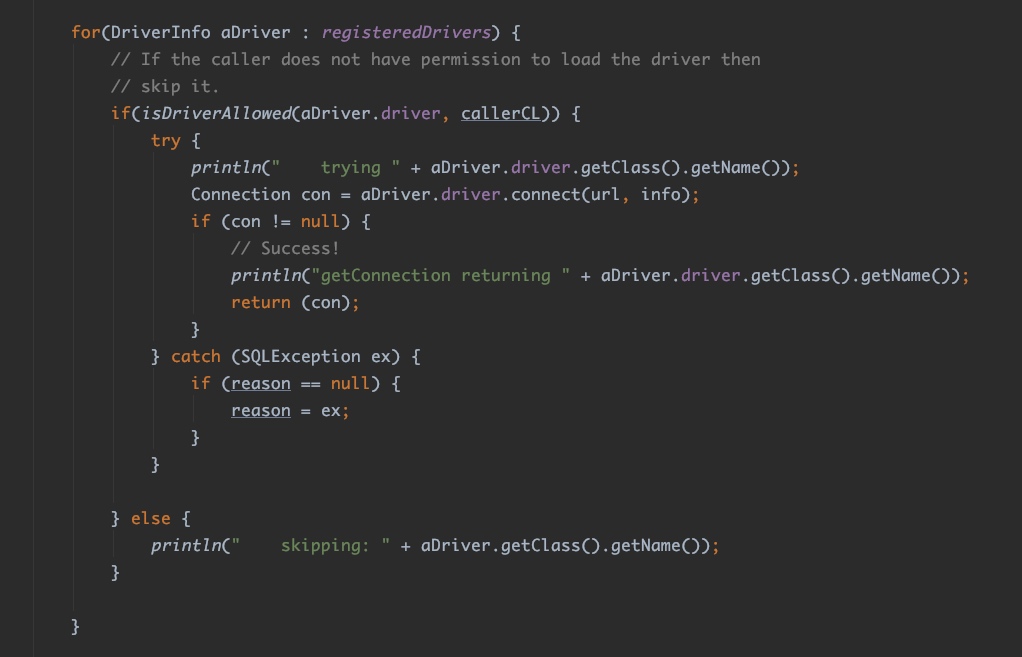 for(DriverInfo aDriver : registeredDrivers) {
    // If the caller does not have permission to load the driver then
    // skip it.
    if(isDriverAllowed(aDriver.driver, callerCL)) {
        try {
            println("    trying " + aDriver.driver.getClass().getName());
            Connection con = aDriver.driver.connect(url, info);
            if (con != null) {
                // Success!
                println("getConnection returning " + aDriver.driver.getClass().getName());
                return (con);
            }
        } catch (SQLException ex) {
            if (reason == null) {
                reason = ex;
            }
        }
    } else {
        println("    skipping: " + aDriver.getClass().getName());
    }
}